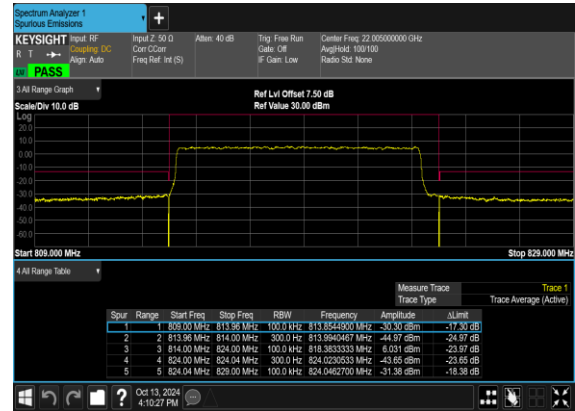 Spectrum Analyzer 1
Spurious Emissions
+
KEYSIGHT Input: RF Input Z: 50 Ω Atten: 40 dB Trig: Free Run Center Freq: 22.005000000 GHz
R T Coupling: DC Corr CCorr Gate: Off Avg|Hold: 100/100
Align: Auto Freq Ref: Int (S) IF Gain: Low Radio Std: None
LXI PASS
3 All Range Graph Ref Lvl Offset 7.50 dB
Scale/Div 10.0 dB Ref Value 30.00 dBm
Log
20.0
10.0
0.00
-10.0
-20.0
-30.0
-40.0
-50.0
-60.0
Start 809.000 MHz Stop 829.000 MHz
4 All Range Table
Measure Trace Trace 1
Trace Type Trace Average (Active)
Spur Range Start Freq Stop Freq RBW Frequency Amplitude ΔLimit
1 1 809.00 MHz 813.96 MHz 100.0 kHz 813.8544900 MHz -30.30 dBm -17.30 dB
2 2 813.96 MHz 814.00 MHz 300.0 Hz 813.9940467 MHz -44.97 dBm -24.97 dB
3 3 814.00 MHz 824.00 MHz 100.0 kHz 818.3833333 MHz 6.031 dBm -23.97 dB
4 4 824.00 MHz 824.04 MHz 300.0 Hz 824.0230533 MHz -43.65 dBm -23.65 dB
5 5 824.04 MHz 829.00 MHz 100.0 kHz 824.0462700 MHz -31.38 dBm -18.38 dB
? Oct 13, 2024
4:10:27 PM